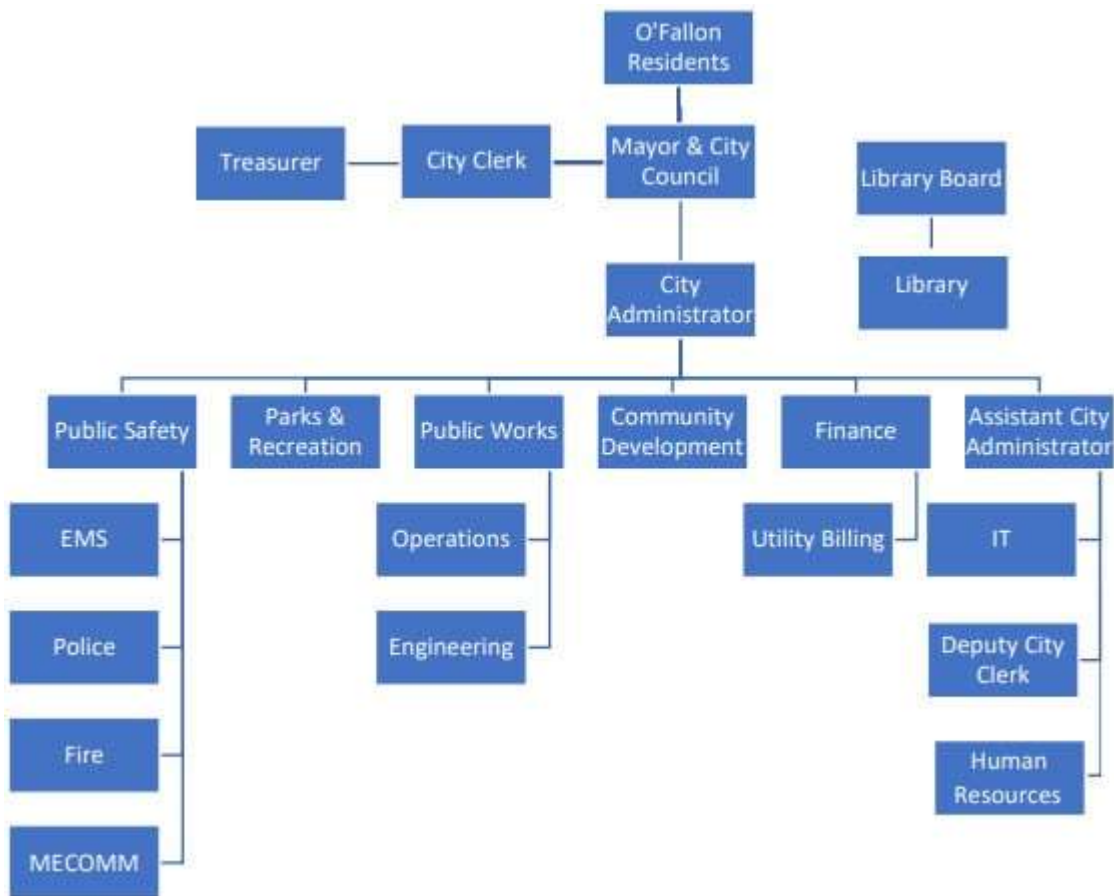 O'Fallon
Residents
Treasurer
City Clerk
Mayor & City
Council
Library Board
City
Administrator
Library
Public Safety
Parks &
Recreation
Public Works
Community
Development
Finance
Assistant City
Administrator
EMS
Operations
Utility Billing
IT
Police
Engineering
Deputy City
Clerk
Fire
Human
Resources
MECOMM